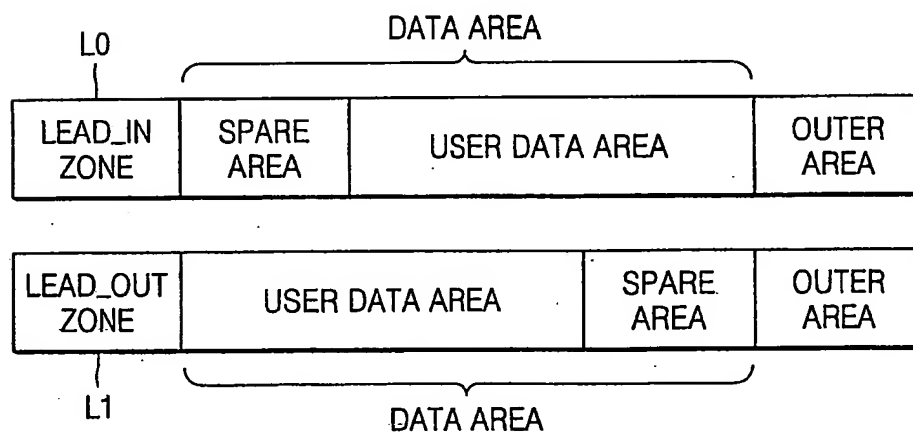 DATA AREA
L0
LEAD_IN
ZONE
SPARE
AREA
USER DATA AREA
OUTER
AREA
LEAD_OUT
ZONE
USER DATA AREA
SPARE
AREA
OUTER
AREA
L1
DATA AREA